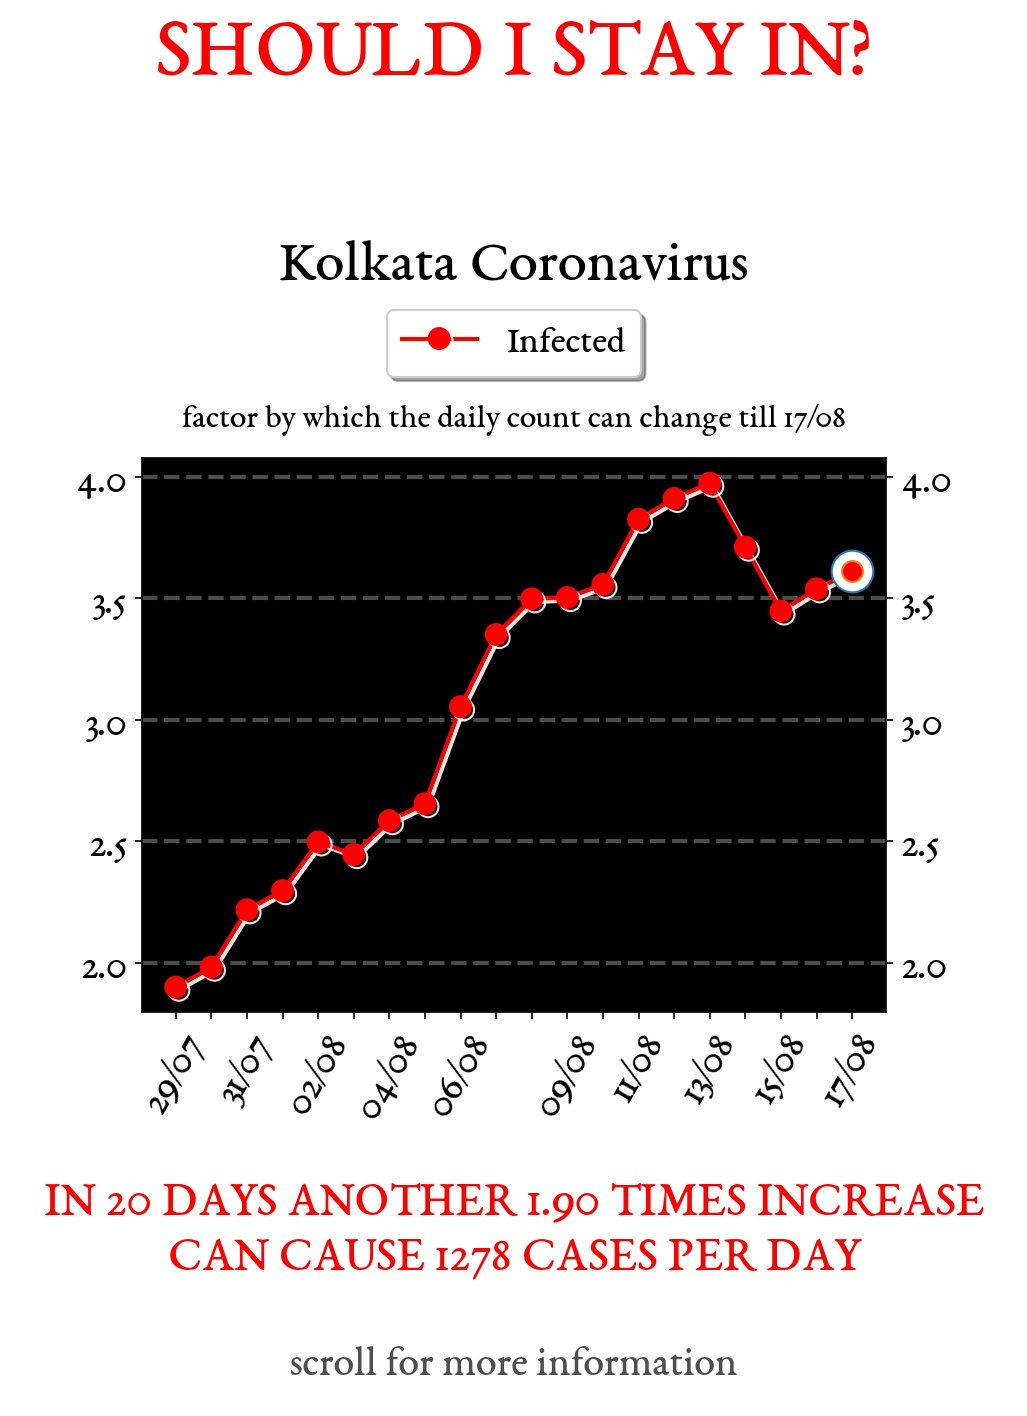 SHOULD I STAY IN?
Kolkata Coronavirus
Infected
factor by which the daily count can change till 17/08
4.0 4.0
3.5 3.5
3.0 3.0
2.5 2.5
2.0 2.0
29/07 31/07 02/08 04/08 06/08 09/08 11/08 13/08 15/08 17/08
IN 20 DAYS ANOTHER 1.90 TIMES INCREASE
CAN CAUSE 1278 CASES PER DAY
scroll for more information